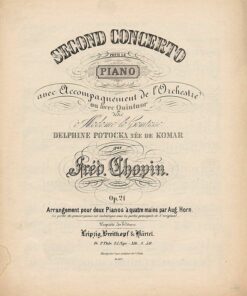 SECOND CONCERTO
POUR LE
PIANO
avec Accompagnement de l'Orchestre
ou avec Quintuor
dédié
à Madame la Comtesse
DELPHINE POTOCKA NÉE DE KOMAR
par
Fréd. Chopin.
Op. 21
Arrangement pour deux Pianos à quatre mains par Aug. Horn.
Leipzig, Breitkopf & Härtel.